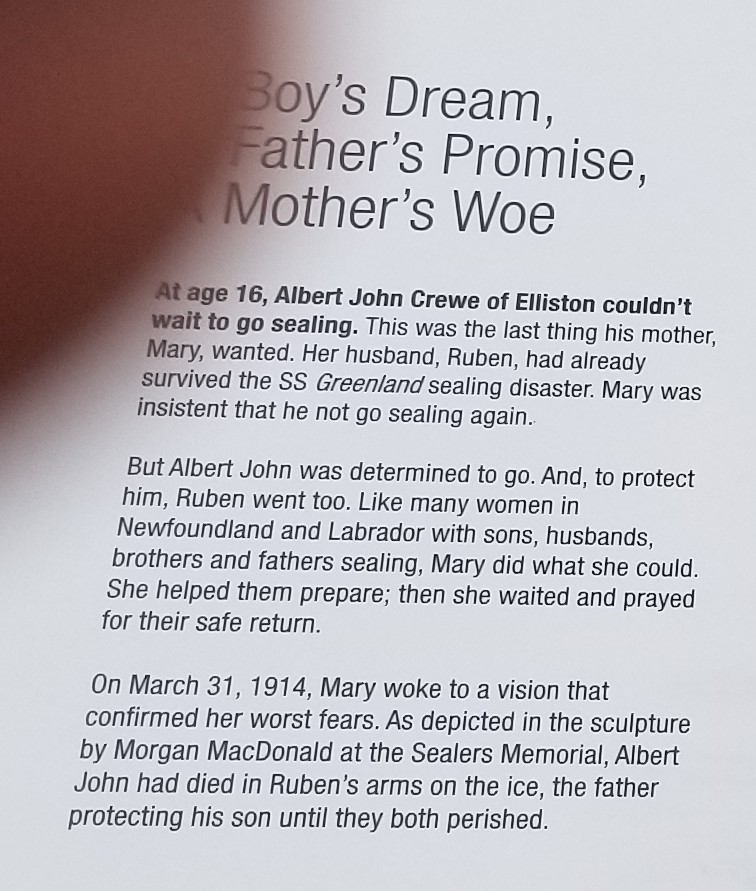 Boy's Dream,
Father's Promise,
Mother's Woe
At age 16, Albert John Crewe of Elliston couldn't
wait to go sealing. This was the last thing his mother,
Mary, wanted. Her husband, Ruben, had already
survived the SS Greenland sealing disaster. Mary was
insistent that he not go sealing again.
But Albert John was determined to go. And, to protect
him, Ruben went too. Like many women in
Newfoundland and Labrador with sons, husbands,
brothers and fathers sealing, Mary did what she could.
She helped them prepare; then she waited and prayed
for their safe return.
On March 31, 1914, Mary woke to a vision that
confirmed her worst fears. As depicted in the sculpture
by Morgan MacDonald at the Sealers Memorial, Albert
John had died in Ruben's arms on the ice, the father
protecting his son until they both perished.